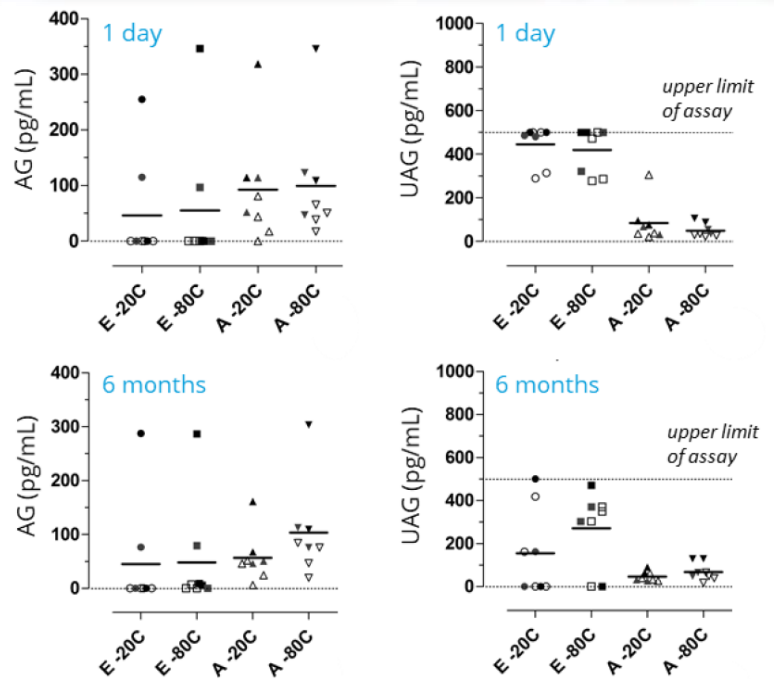 1 day
AG (pg/mL)
400
300
200
100
0
E -20C
E -80C
A -20C
A -80C
1 day
UAG (pg/mL)
1000
800
600
400
200
0
upper limit
of assay
E -20C
E -80C
A -20C
A -80C
6 months
AG (pg/mL)
400
300
200
100
0
E -20C
E -80C
A -20C
A -80C
6 months
UAG (pg/mL)
1000
800
600
400
200
0
upper limit
of assay
E -20C
E -80C
A -20C
A -80C